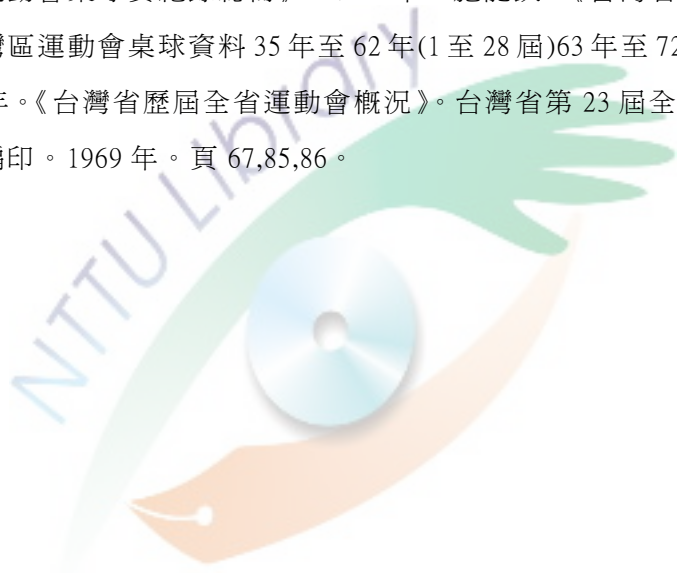 灣區運動會桌球資料 35 年至 62 年(1 至 28 屆)63 年至 72
年。《台灣省歷屆全省運動會概況》。台灣省第 23 屆全
編印。1969 年。頁 67,85,86。
NTTU Library